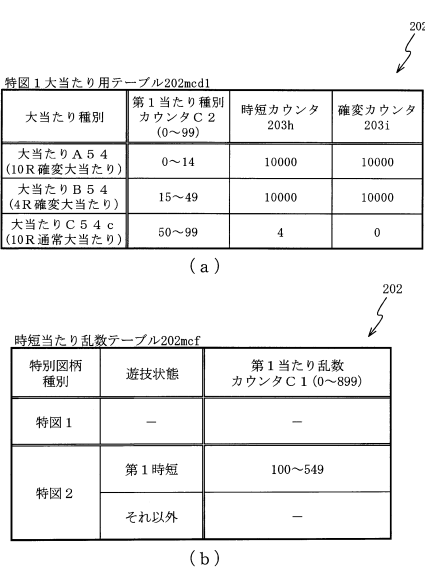 202
特図１大当たり用テーブル202mcd1
大当たり種別
第１当たり種別
カウンタＣ２
(0～99)
時短カウンタ
203h
確変カウンタ
203i
大当たりＡ５４
(10Ｒ確変大当たり)
0～14
10000
10000
大当たりＢ５４
(4Ｒ確変大当たり)
15～49
10000
10000
大当たりＣ５４c
(10Ｒ通常大当たり)
50～99
4
0
(a)
202
時短当たり乱数テーブル202mcf
特別図柄
種別
遊技状態
第１当たり乱数
カウンタＣ１(0～899)
特図１
－
－
特図２
第１時短
100～549
それ以外
－
(b)